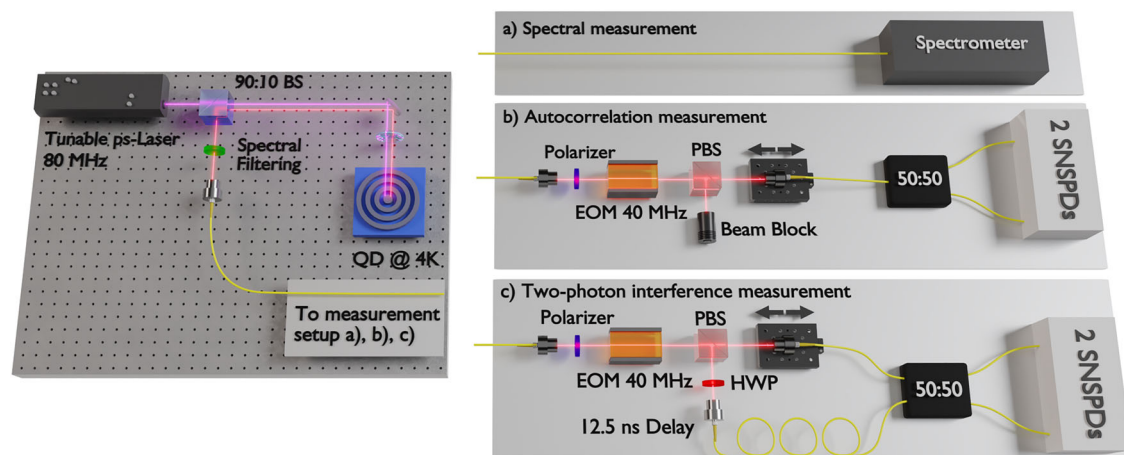 90:10 BS
Tunable ps-Laser
80 MHz
Spectral
Filtering
QD @ 4K
To measurement
setup a), b), c)
a) Spectral measurement
Spectrometer
b) Autocorrelation measurement
Polarizer
PBS
EOM 40 MHz
Beam Block
50:50
2 SNSPDs
c) Two-photon interference measurement
Polarizer
PBS
EOM 40 MHz
HWP
12.5 ns Delay
50:50
2 SNSPDs